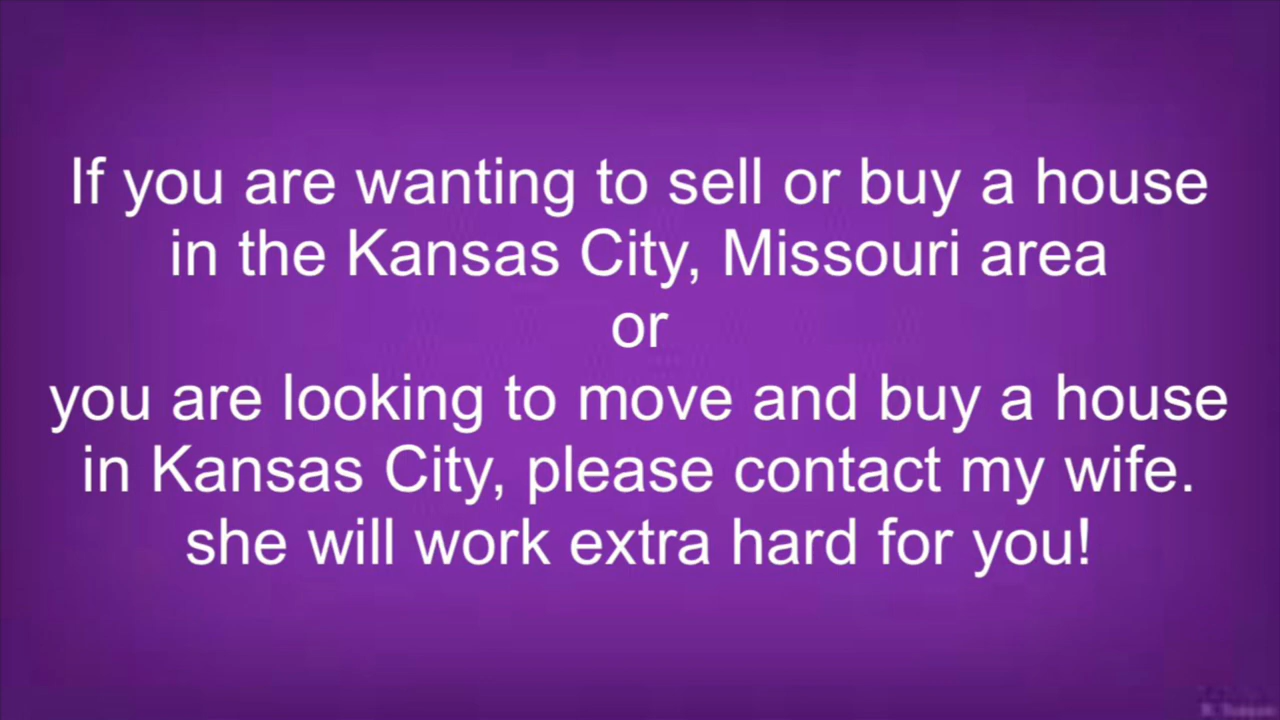 If you are wanting to sell or buy a house
in the Kansas City, Missouri area
or
you are looking to move and buy a house
in Kansas City, please contact my wife.
she will work extra hard for you!